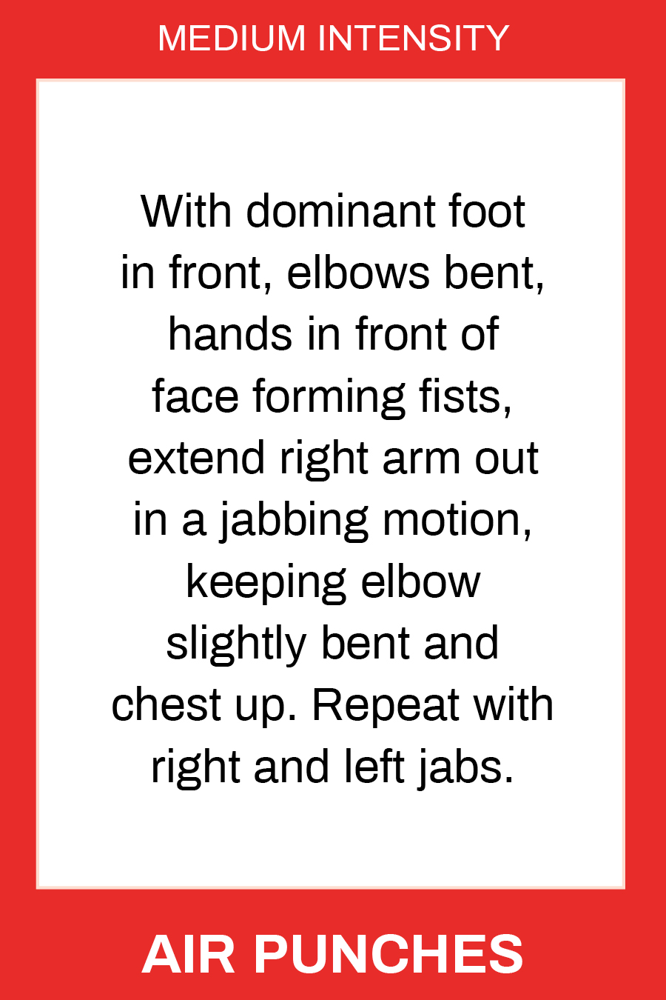 MEDIUM INTENSITY
With dominant foot
in front, elbows bent,
hands in front of
face forming fists,
extend right arm out
in a jabbing motion,
keeping elbow
slightly bent and
chest up. Repeat with
right and left jabs.
AIR PUNCHES